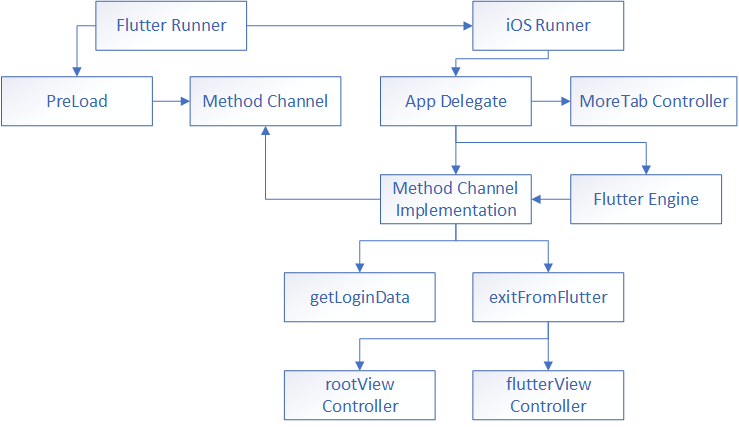 Flutter Runner
iOS Runner
PreLoad
Method Channel
App Delegate
MoreTab Controller
Method Channel
Implementation
Flutter Engine
getLoginData
exitFromFlutter
rootView
Controller
flutterView
Controller